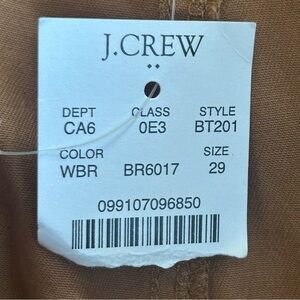 J.CREW
DEPT CLASS STYLE
CA6 0E3 BT201
COLOR SIZE
WBR BR6017 29
099107096850